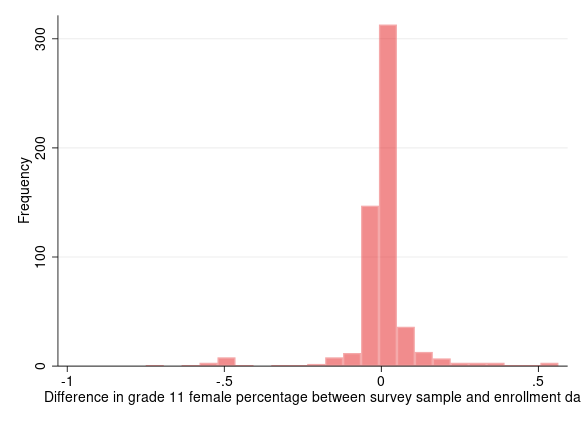 Frequency
300
200
100
0
-1 -.5 0 .5
Difference in grade 11 female percentage between survey sample and enrollment da